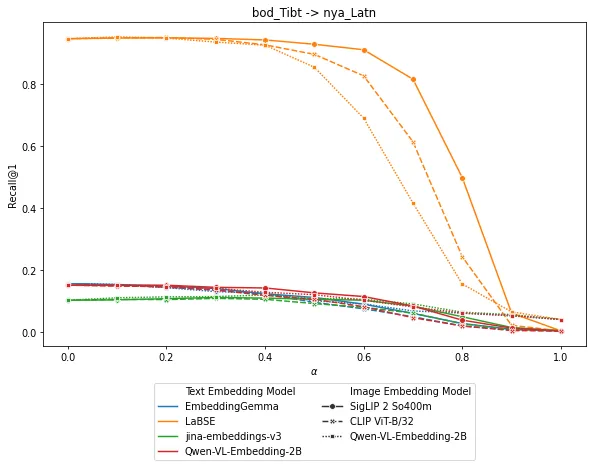 bod_Tibt -> nya_Latn
Recall@1
0.8
0.6
0.4
0.2
0.0
0.0 0.2 0.4 0.6 0.8 1.0
α
Text Embedding Model
EmbeddingGemma
LaBSE
jina-embeddings-v3
Qwen-VL-Embedding-2B
Image Embedding Model
SigLIP 2 So400m
CLIP ViT-B/32
Qwen-VL-Embedding-2B